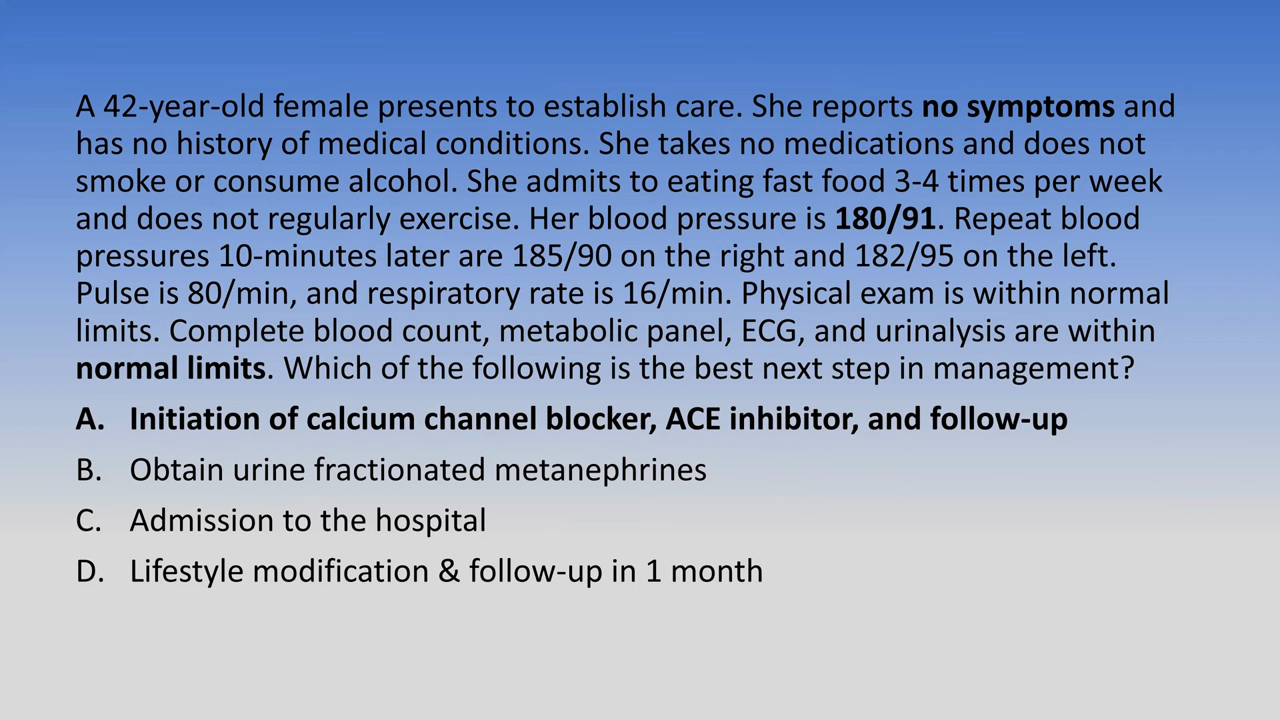 A 42-year-old female presents to establish care. She reports no symptoms and
has no history of medical conditions. She takes no medications and does not
smoke or consume alcohol. She admits to eating fast food 3-4 times per week
and does not regularly exercise. Her blood pressure is 180/91. Repeat blood
pressures 10-minutes later are 185/90 on the right and 182/95 on the left.
Pulse is 80/min, and respiratory rate is 16/min. Physical exam is within normal
limits. Complete blood count, metabolic panel, ECG, and urinalysis are within
normal limits. Which of the following is the best next step in management?
A. Initiation of calcium channel blocker, ACE inhibitor, and follow-up
B. Obtain urine fractionated metanephrines
C. Admission to the hospital
D. Lifestyle modification & follow-up in 1 month